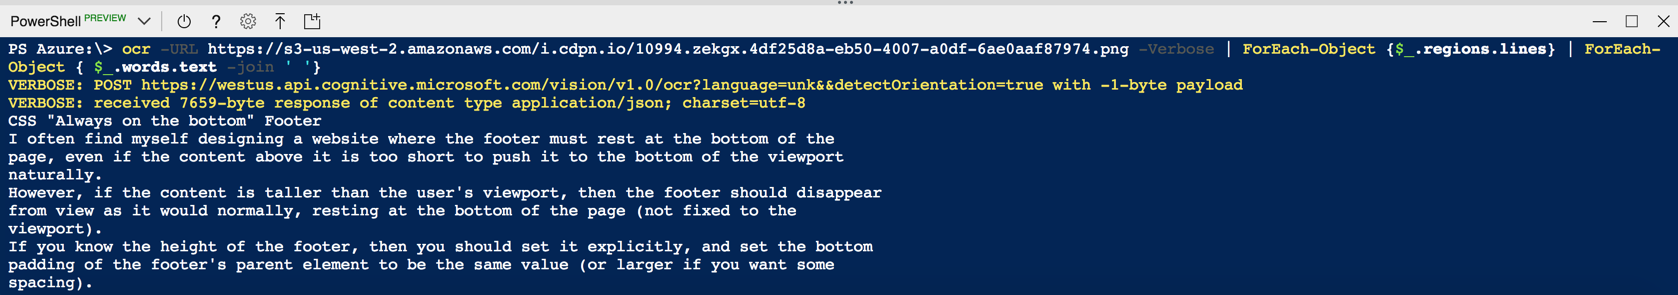 PowerShell PREVIEW
PS Azure:\> ocr -URL https://s3-us-west-2.amazonaws.com/i.cdpn.io/10994.zekgx.4df25d8a-eb50-4007-a0df-6ae0aaf87974.png -Verbose | ForEach-Object {$_.regions.lines} | ForEach-
Object { $_.words.text -join ' '}
VERBOSE: POST https://westus.api.cognitive.microsoft.com/vision/v1.0/ocr?language=unk&&detectOrientation=true with -1-byte payload
VERBOSE: received 7659-byte response of content type application/json; charset=utf-8
CSS "Always on the bottom" Footer
I often find myself designing a website where the footer must rest at the bottom of the
page, even if the content above it is too short to push it to the bottom of the viewport
naturally.
However, if the content is taller than the user's viewport, then the footer should disappear
from view as it would normally, resting at the bottom of the page (not fixed to the
viewport).
If you know the height of the footer, then you should set it explicitly, and set the bottom
padding of the footer's parent element to be the same value (or larger if you want some
spacing).